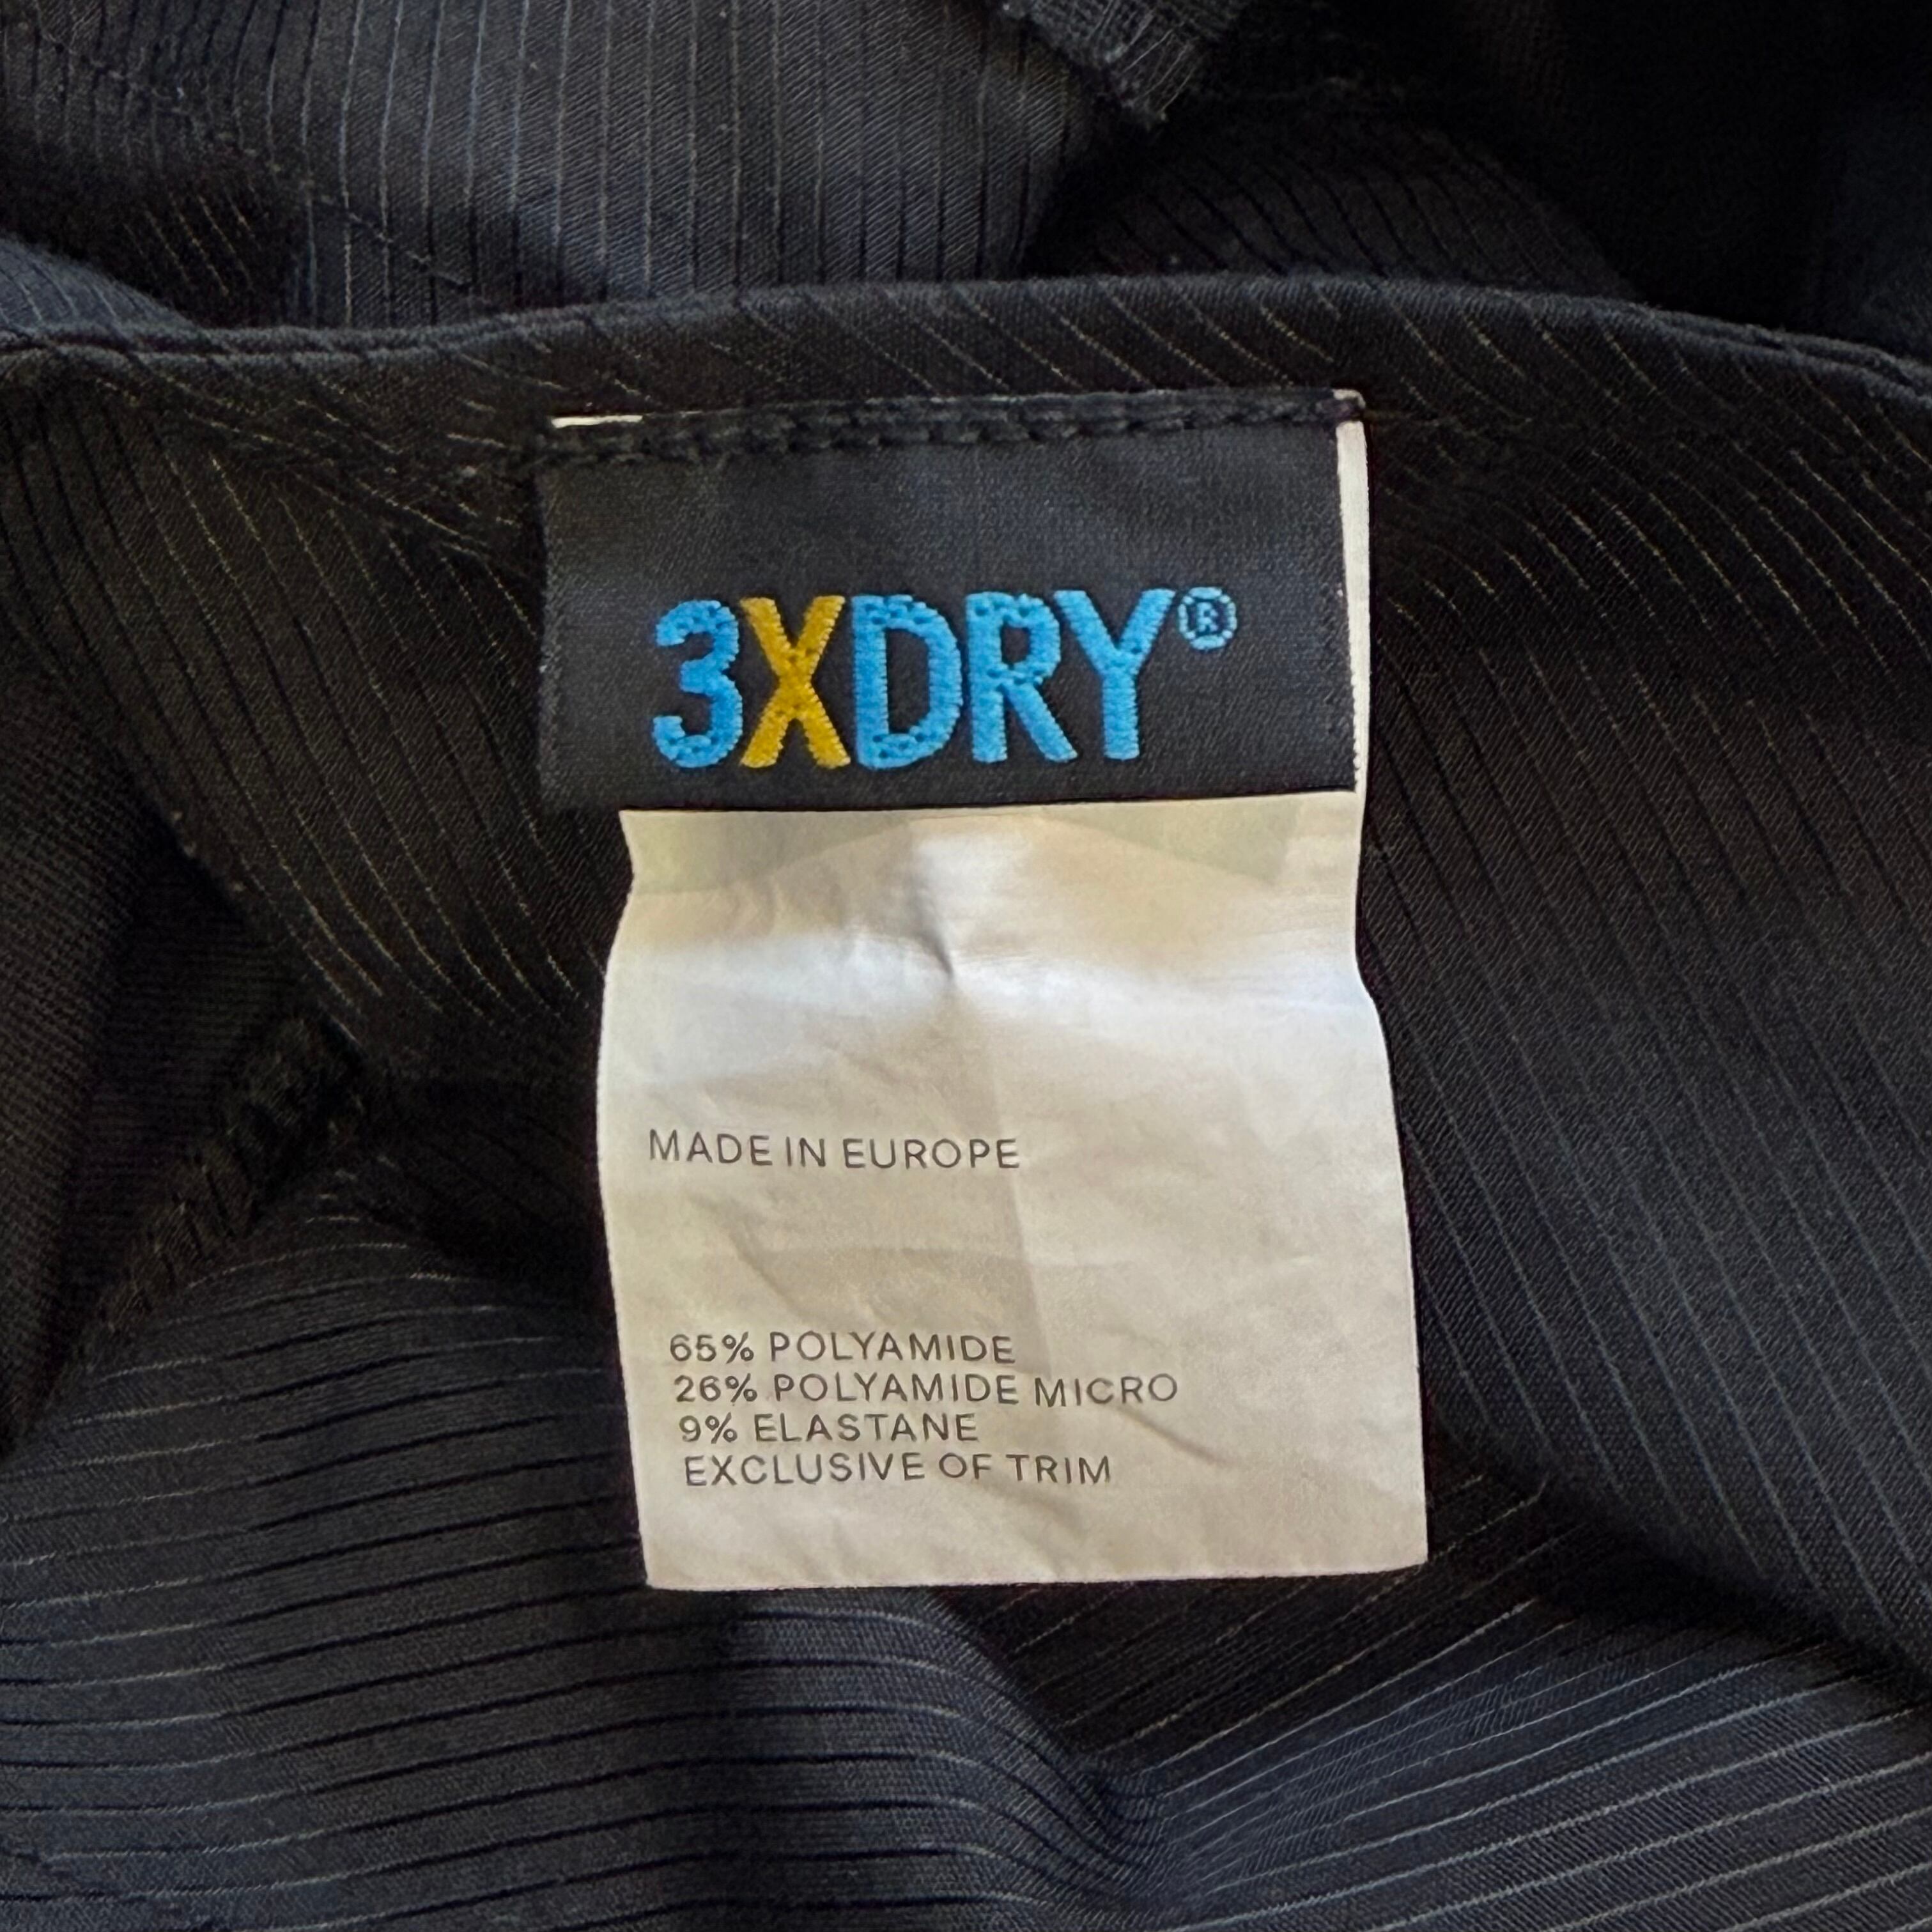 3XDRY®
MADE IN EUROPE
65% POLYAMIDE
26% POLYAMIDE MICRO
9% ELASTANE
EXCLUSIVE OF TRIM